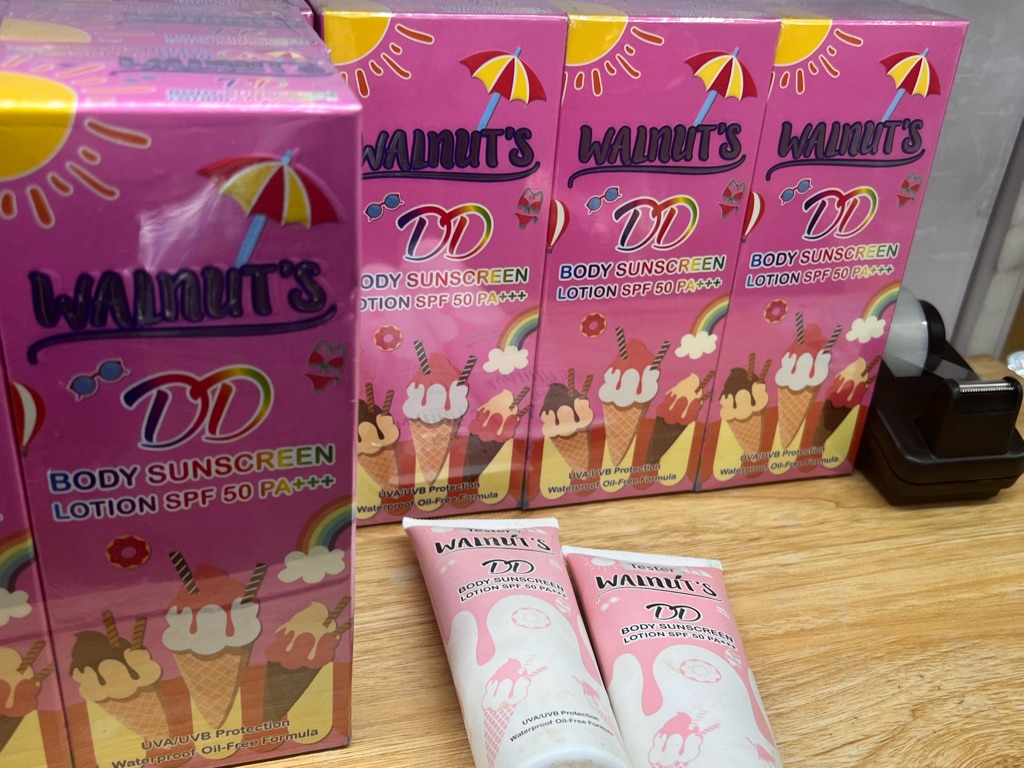 WALNUT'S
DD
BODY SUNSCREEN
LOTION SPF 50 PA+++
UVA/UVB Protection
Waterproof Oil-Free Formula
WALNUT'S
DD
BODY SUNSCREEN
LOTION SPF 50 PA+++
UVA/UVB Protection
Waterproof Oil-Free Formula
WALNUT'S
DD
BODY SUNSCREEN
LOTION SPF 50 PA+++
UVA/UVB Protection
Waterproof Oil-Free Formula
WALNUT'S
DD
BODY SUNSCREEN
LOTION SPF 50 PA+++
UVA/UVB Protection
Waterproof Oil-Free Formula
Tester
WALNUT'S
DD
BODY SUNSCREEN
LOTION SPF 50 PA+++
UVA/UVB Protection
Waterproof Oil-Free Formula
Tester
WALNUT'S
DD
BODY SUNSCREEN
LOTION SPF 50 PA+++